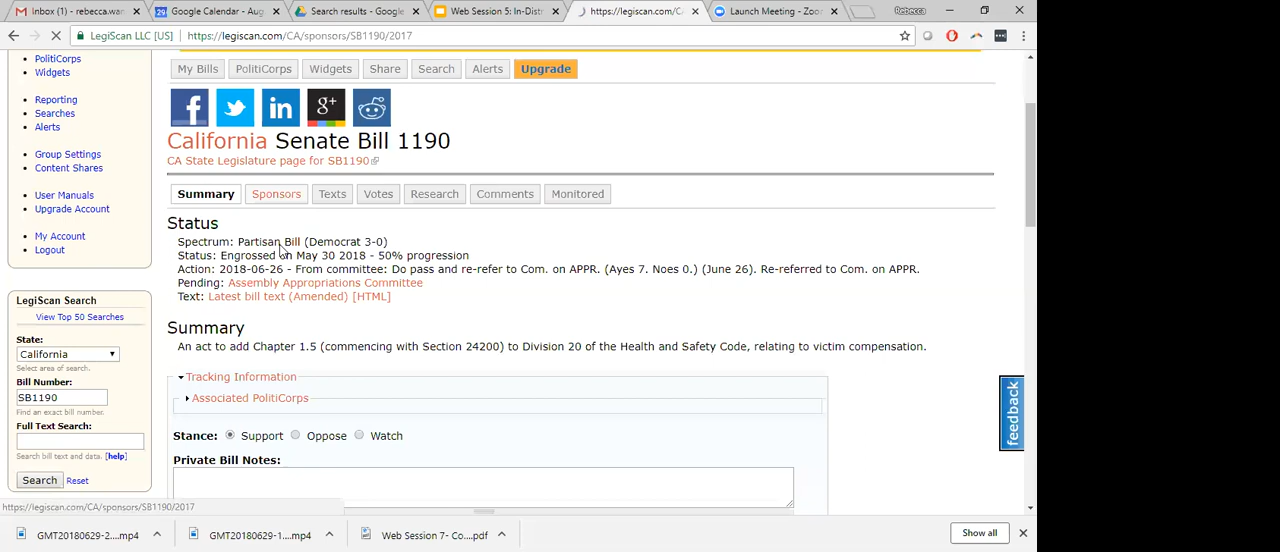 Inbox (1) - rebecca.wan
29 Google Calendar - Aug
Search results - Google
Web Session 5: In-Distr
https://legiscan.com/CA/
Launch Meeting - Zoom
Rebecca
LegiScan LLC [US] https://legiscan.com/CA/sponsors/SB1190/2017
PolitiCorps
Widgets
Reporting
Searches
Alerts
Group Settings
Content Shares
User Manuals
Upgrade Account
My Account
Logout
LegiScan Search
View Top 50 Searches
State:
California
Select area of search.
Bill Number:
SB1190
Find an exact bill number.
Full Text Search:
Search bill text and data. [help]
Search Reset
My Bills PolitiCorps Widgets Share Search Alerts Upgrade
f in g+
California Senate Bill 1190
CA State Legislature page for SB1190
Summary Sponsors Texts Votes Research Comments Monitored
Status
Spectrum: Partisan Bill (Democrat 3-0)
Status: Engrossed on May 30 2018 - 50% progression
Action: 2018-06-26 - From committee: Do pass and re-refer to Com. on APPR. (Ayes 7. Noes 0.) (June 26). Re-referred to Com. on APPR.
Pending: Assembly Appropriations Committee
Text: Latest bill text (Amended) [HTML]
Summary
An act to add Chapter 1.5 (commencing with Section 24200) to Division 20 of the Health and Safety Code, relating to victim compensation.
Tracking Information
Associated PolitiCorps
Stance: Support Oppose Watch
Private Bill Notes:
feedback
https://legiscan.com/CA/sponsors/SB1190/2017
GMT20180629-2....mp4
GMT20180629-1....mp4
Web Session 7- Co....pdf
Show all